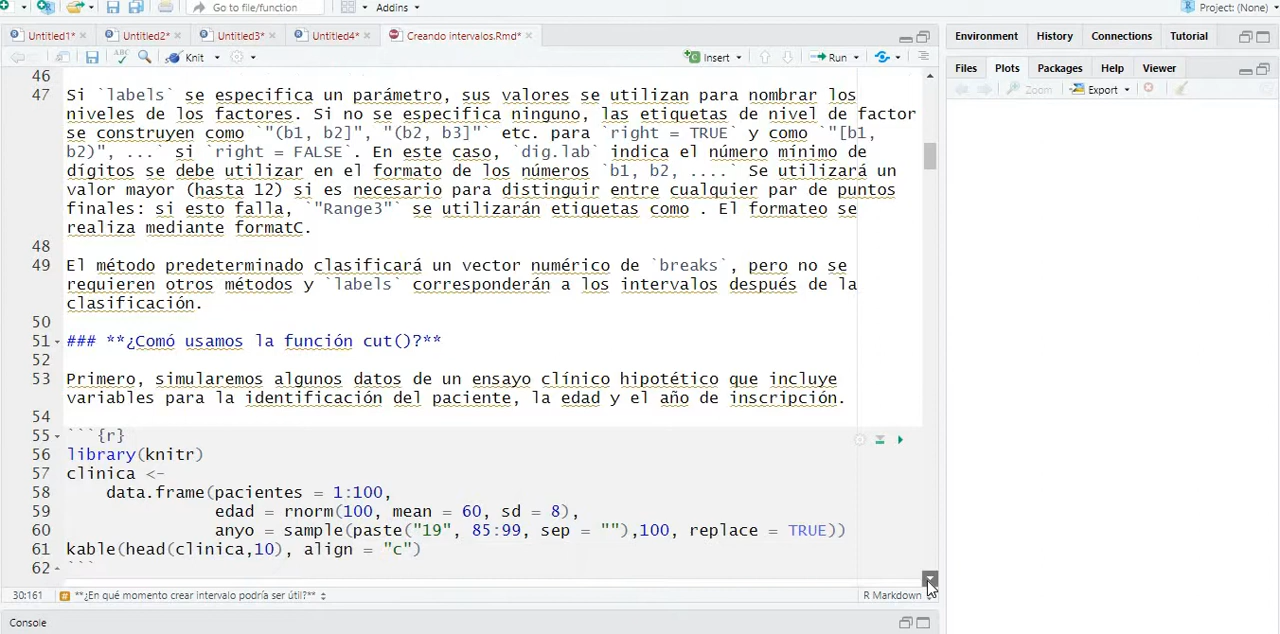 Go to file/function
Addins
Project: (None)
Untitled1*
Untitled2*
Untitled3*
Untitled4*
Creando intervalos.Rmd*
Knit
Insert
Run
46
47 Si `labels` se especifica un parámetro, sus valores se utilizan para nombrar los
niveles de los factores. Si no se especifica ninguno, las etiquetas de nivel de factor
se construyen como `"(b1, b2]", "(b2, b3]"` etc. para `right = TRUE` y como `"[b1,
b2)", ...` si `right = FALSE`. En este caso, `dig.lab` indica el número mínimo de
dígitos se debe utilizar en el formato de los números `b1, b2, ....` Se utilizará un
valor mayor (hasta 12) si es necesario para distinguir entre cualquier par de puntos
finales: si esto falla, `"Range3"` se utilizarán etiquetas como . El formateo se
realiza mediante formatC.
48
49 El método predeterminado clasificará un vector numérico de `breaks`, pero no se
requieren otros métodos y `labels` corresponderán a los intervalos después de la
clasificación.
50
51 ### **¿Comó usamos la función cut()?**
52
53 Primero, simularemos algunos datos de un ensayo clínico hipotético que incluye
variables para la identificación del paciente, la edad y el año de inscripción.
54
55 ```{r}
56 library(knitr)
57 clinica <-
58 data.frame(pacientes = 1:100,
59 edad = rnorm(100, mean = 60, sd = 8),
60 anyo = sample(paste("19", 85:99, sep = ""),100, replace = TRUE))
61 kable(head(clinica,10), align = "c")
62 ```
30:161
# **¿En qué momento crear intervalo podría ser útil?**
R Markdown
Console
Environment
History
Connections
Tutorial
Files
Plots
Packages
Help
Viewer
Zoom
Export